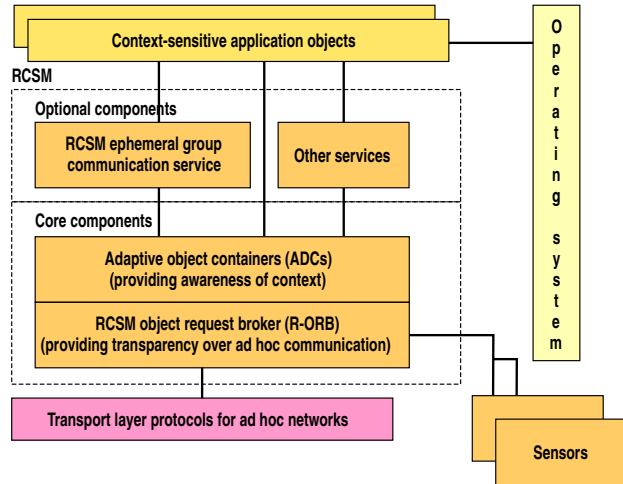 Context-sensitive application objects
Operating system
RCSM
Optional components
RCSM ephemeral group
communication service
Other services
Core components
Adaptive object containers (ADCs)
(providing awareness of context)
RCSM object request broker (R-ORB)
(providing transparency over ad hoc communication)
Transport layer protocols for ad hoc networks
Sensors